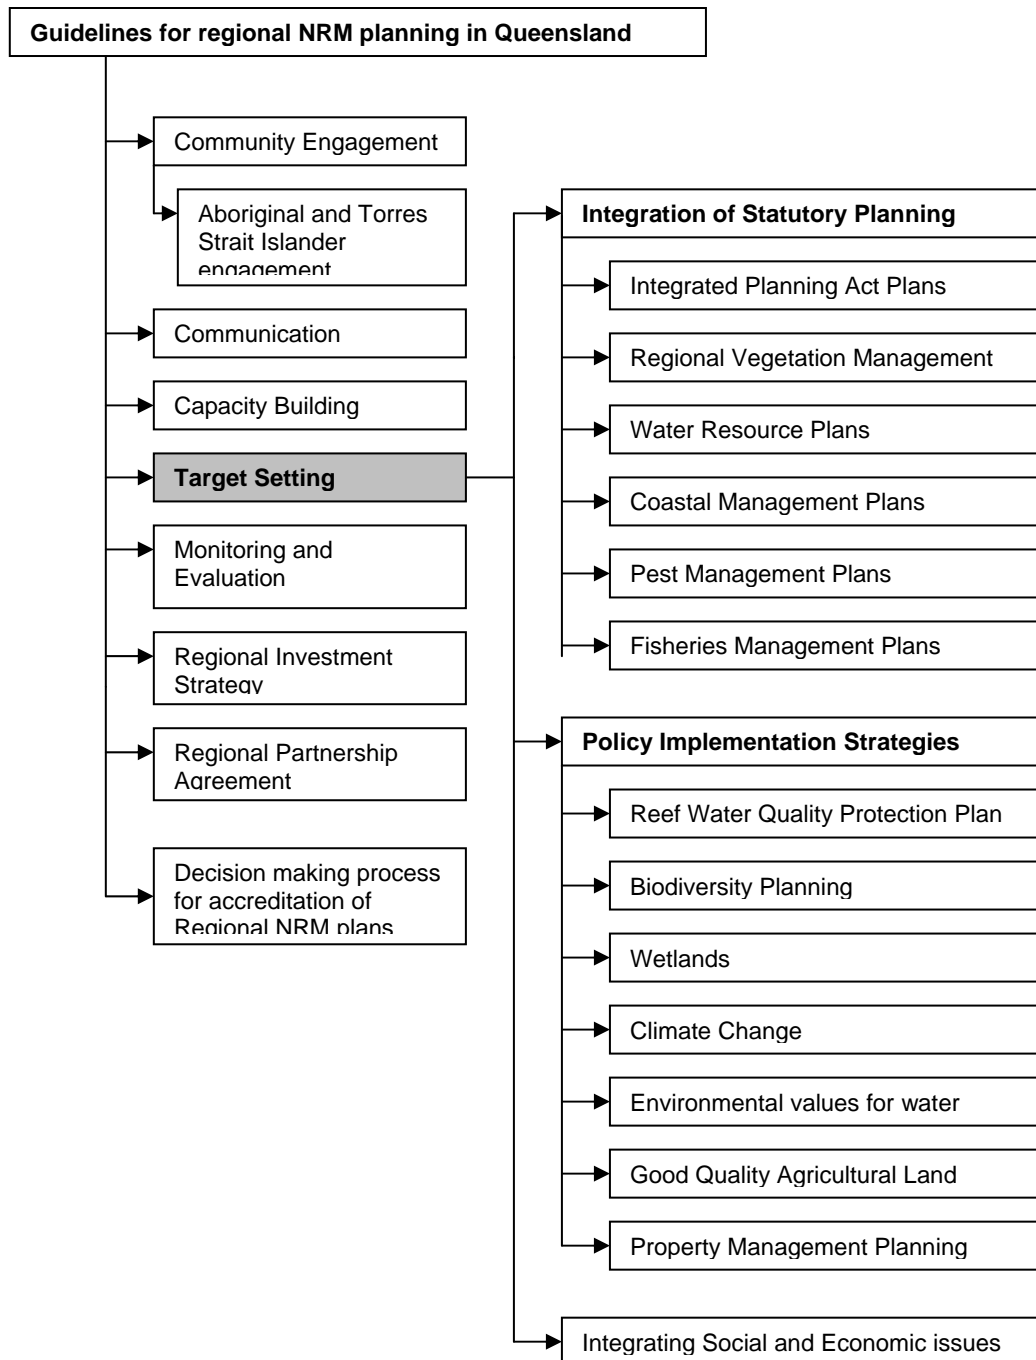 Guidelines for regional NRM planning in Queensland
Community Engagement
Aboriginal and Torres
Strait Islander
engagement
Communication
Capacity Building
Target Setting
Monitoring and
Evaluation
Regional Investment
Strategy
Regional Partnership
Agreement
Decision making process
for accreditation of
Regional NRM plans
Integration of Statutory Planning
Integrated Planning Act Plans
Regional Vegetation Management
Water Resource Plans
Coastal Management Plans
Pest Management Plans
Fisheries Management Plans
Policy Implementation Strategies
Reef Water Quality Protection Plan
Biodiversity Planning
Wetlands
Climate Change
Environmental values for water
Good Quality Agricultural Land
Property Management Planning
Integrating Social and Economic issues